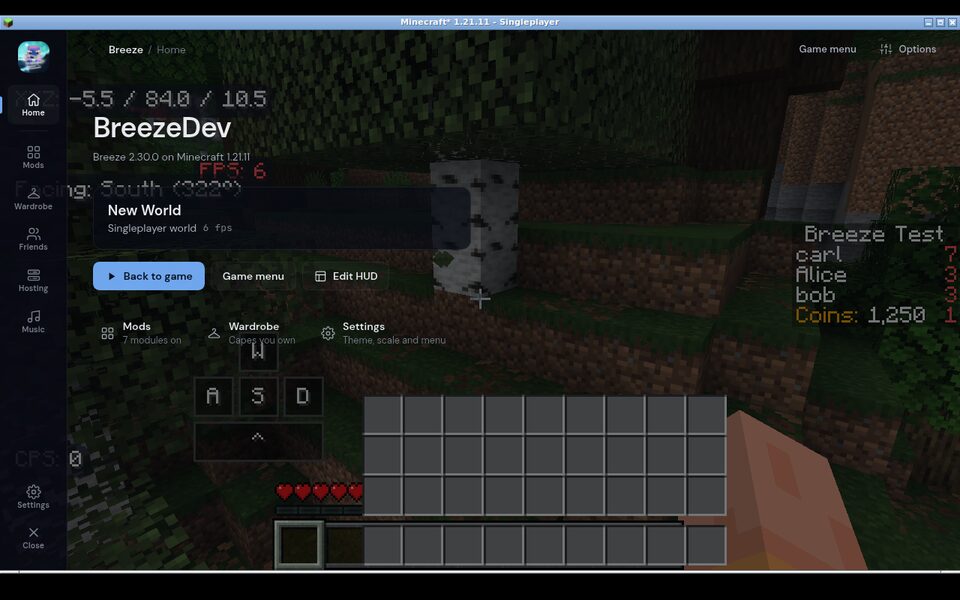 Minecraft* 1.21.11 - Singleplayer
Breeze / Home
Game menu
Options
XYZ: -5.5 / 84.0 / 10.5
Home
BreezeDev
Breeze 2.30.0 on Minecraft 1.21.11
FPS: 6
Mods
Facing: South (322°)
Wardrobe
New World
Singleplayer world 6 fps
Friends
Breeze Test
carl 7
Alice 3
bob 3
Coins: 1,250 1
Hosting
Back to game
Game menu
Edit HUD
Music
Mods
7 modules on
Wardrobe
Capes you own
Settings
Theme, scale and menu
W
A S D
^
CPS: 0
Settings
Close